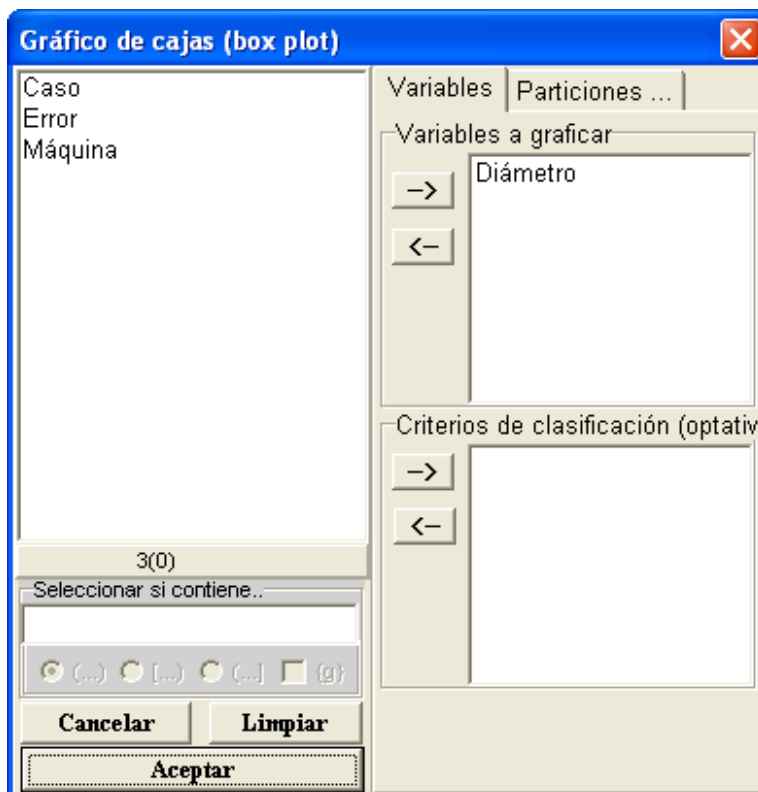 Gráfico de cajas (box plot)
Caso
Error
Máquina
3(0)
Seleccionar si contiene..
(...) [...) (...] {g}
Cancelar Limpiar
Aceptar
Variables Particiones ...
Variables a graficar
-> 
Diámetro
<-
Criterios de clasificación (optativ
->
<-